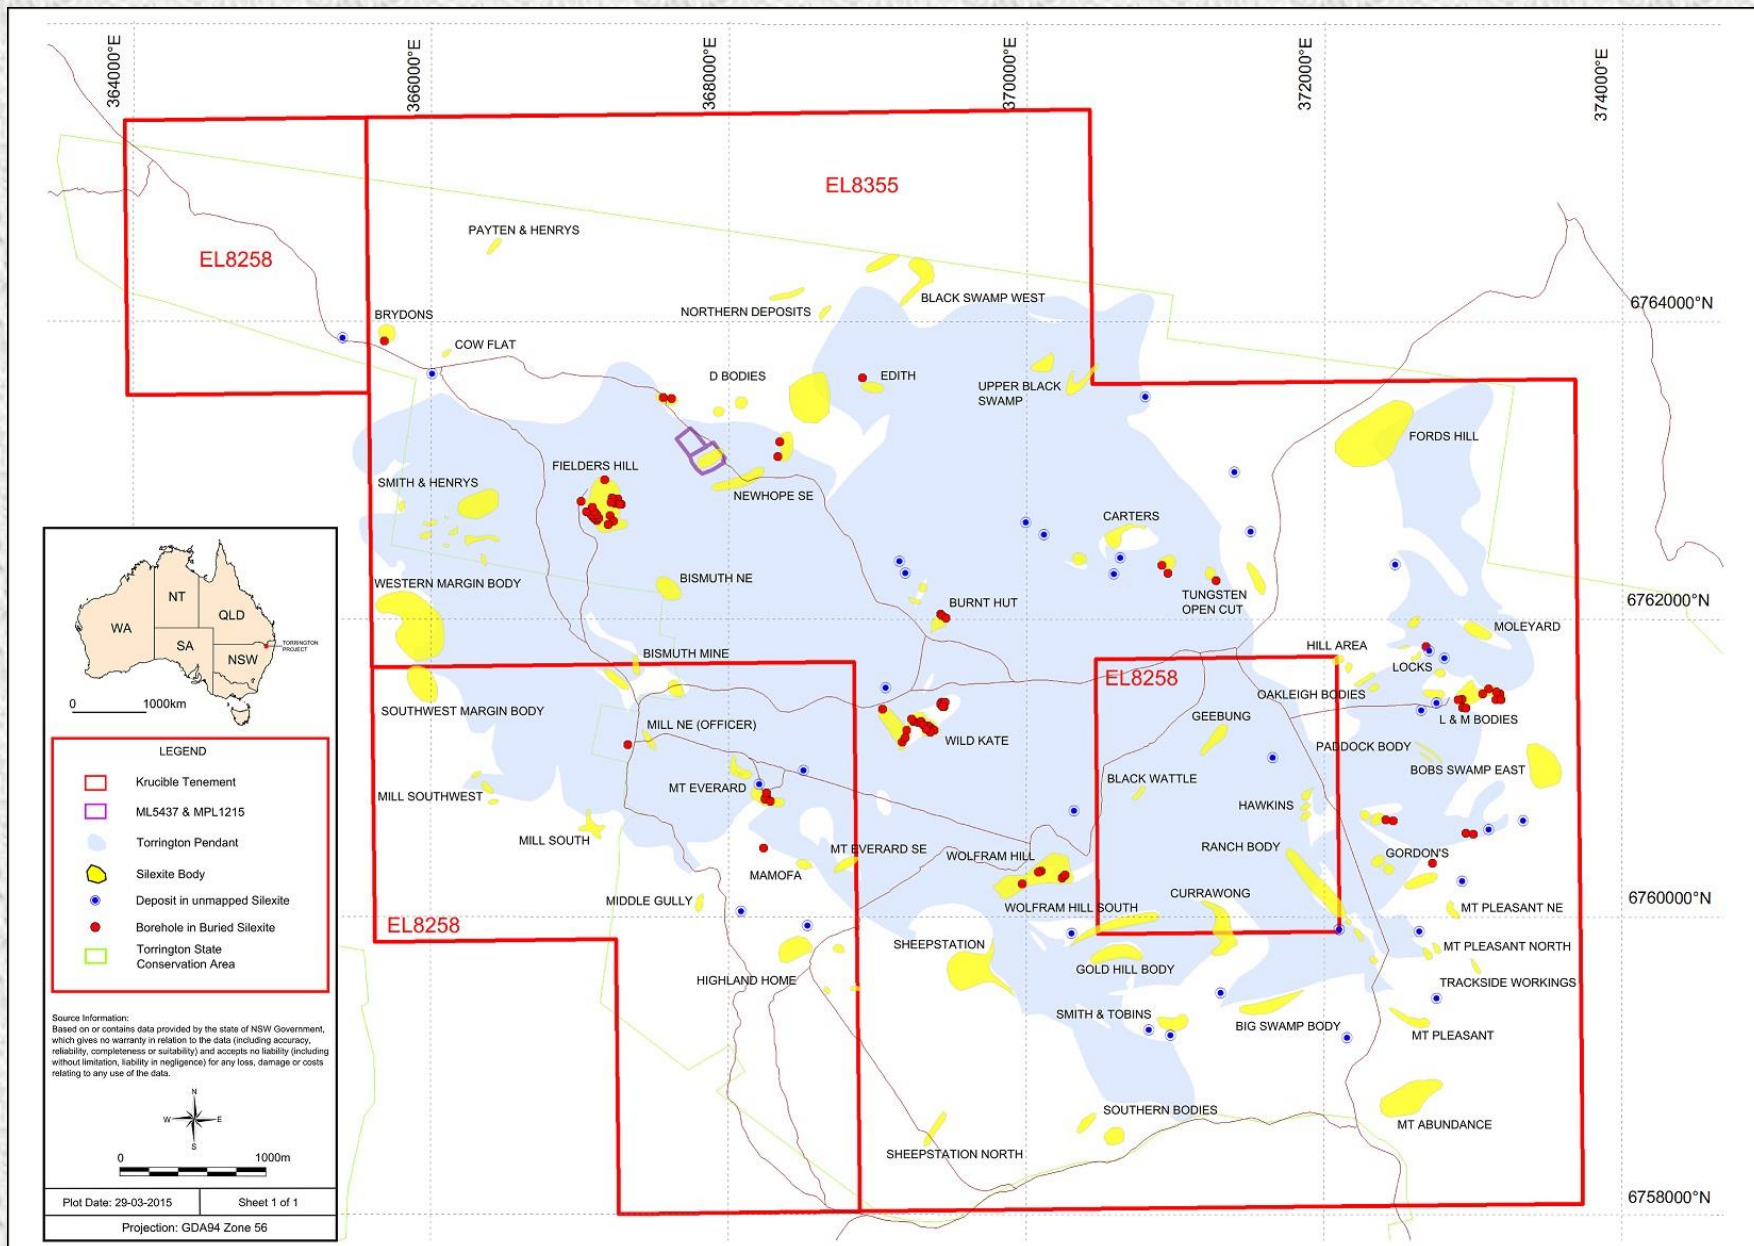 364000°E
366000°E
368000°E
370000°E
372000°E
374000°E
EL8355
EL8258
PAYTEN & HENRYS
BLACK SWAMP WEST
6764000°N
NORTHERN DEPOSITS
BRYDONS
COW FLAT
D BODIES
EDITH
UPPER BLACK
SWAMP
FORDS HILL
FIELDERS HILL
SMITH & HENRYS
NEWHOPE SE
CARTERS
WESTERN MARGIN BODY
BISMUTH NE
BURNT HUT
TUNGSTEN
OPEN CUT
6762000°N
MOLEYARD
HILL AREA
BISMUTH MINE
LOCKS
EL8258
OAKLEIGH BODIES
SOUTHWEST MARGIN BODY
GEEBUNG
L & M BODIES
MILL NE (OFFICER)
WILD KATE
PADDOCK BODY
BOBS SWAMP EAST
BLACK WATTLE
MT EVERARD
MILL SOUTHWEST
HAWKINS
MILL SOUTH
MT EVERARD SE
WOLFRAM HILL
RANCH BODY
GORDON'S
MAMOFA
CURRAWONG
MIDDLE GULLY
6760000°N
WOLFRAM HILL SOUTH
MT PLEASANT NE
EL8258
SHEEPSTATION
MT PLEASANT NORTH
GOLD HILL BODY
HIGHLAND HOME
TRACKSIDE WORKINGS
SMITH & TOBINS
BIG SWAMP BODY
MT PLEASANT
SOUTHERN BODIES
MT ABUNDANCE
SHEEPSTATION NORTH
6758000°N
WA
NT
QLD
SA
NSW
TORRINGTON
PROJECT
0 1000km
LEGEND
Krucible Tenement
ML5437 & MPL1215
Torrington Pendant
Silexite Body
Deposit in unmapped Silexite
Borehole in Buried Silexite
Torrington State
Conservation Area
Source Information:
Based on or contains data provided by the state of NSW Government,
which gives no warranty in relation to the data (including accuracy,
reliability, completeness or suitability) and accepts no liability (including
without limitation, liability in negligence) for any loss, damage or costs
relating to any use of the data.
N
W E
S
0 1000m
Plot Date: 29-03-2015 Sheet 1 of 1
Projection: GDA94 Zone 56